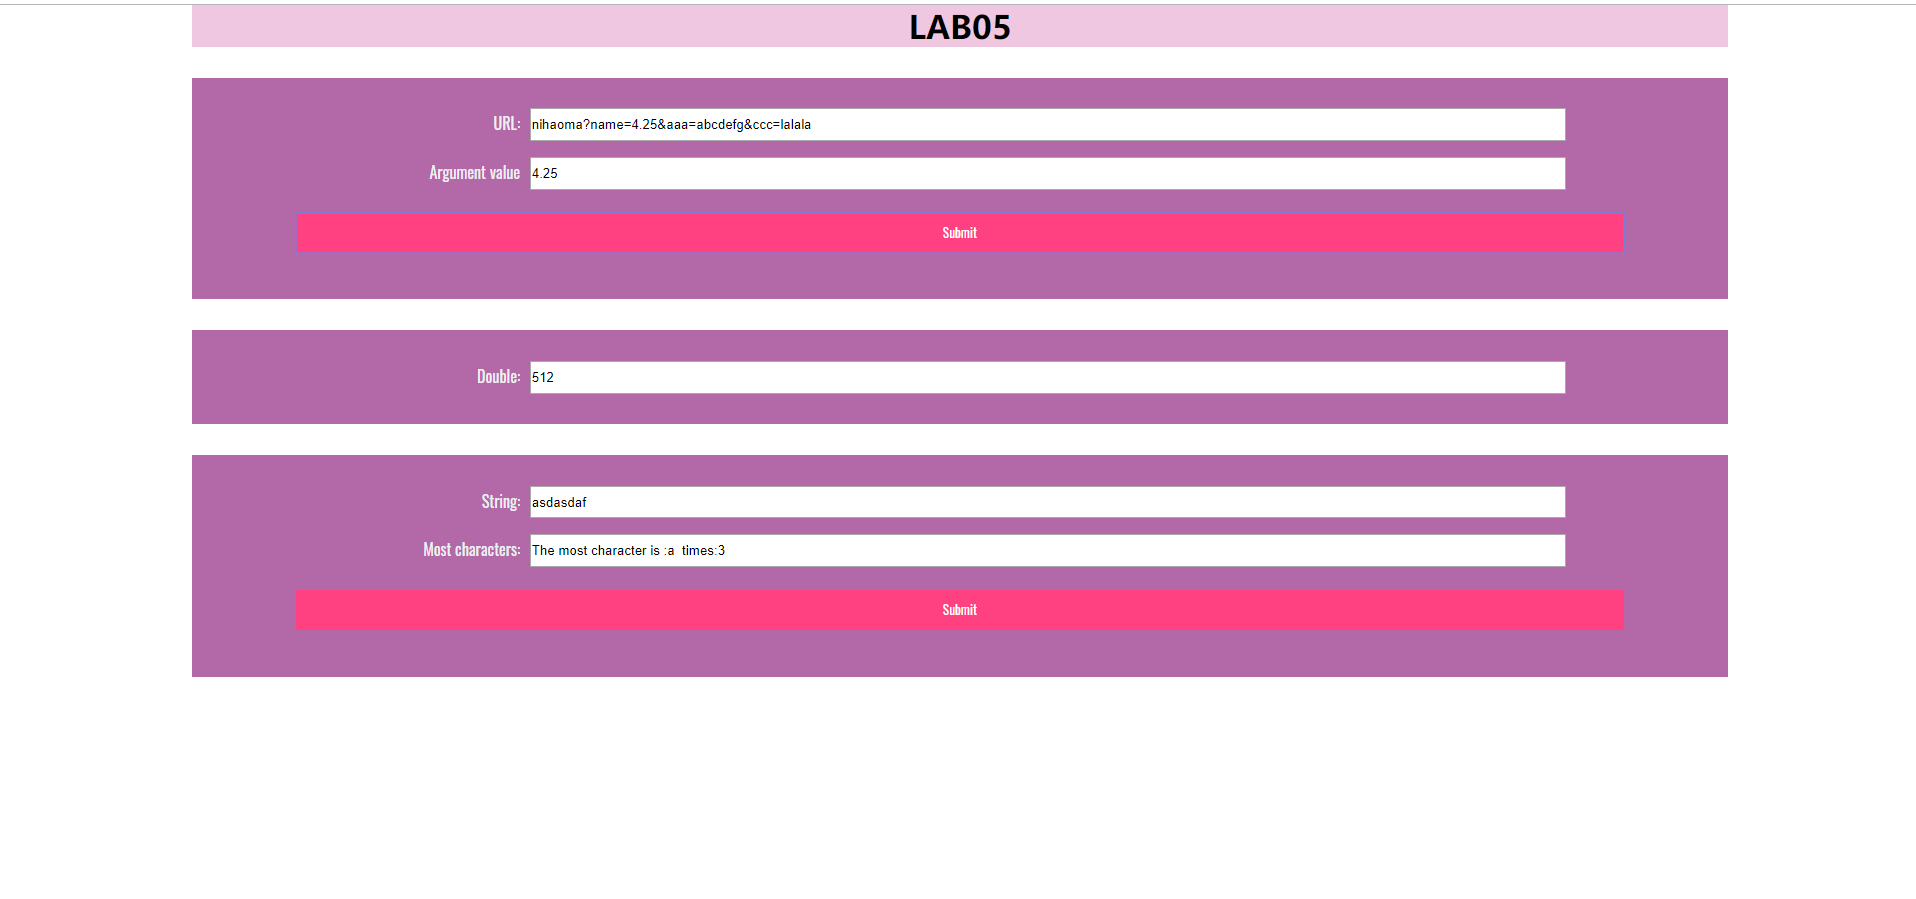 LAB05
URL: nihaoma?name=4.25&aaa=abcdefg&ccc=lalala
Argument value 4.25
Submit
Double: 512
String: asdasdaf
Most characters: The most character is :a  times:3
Submit